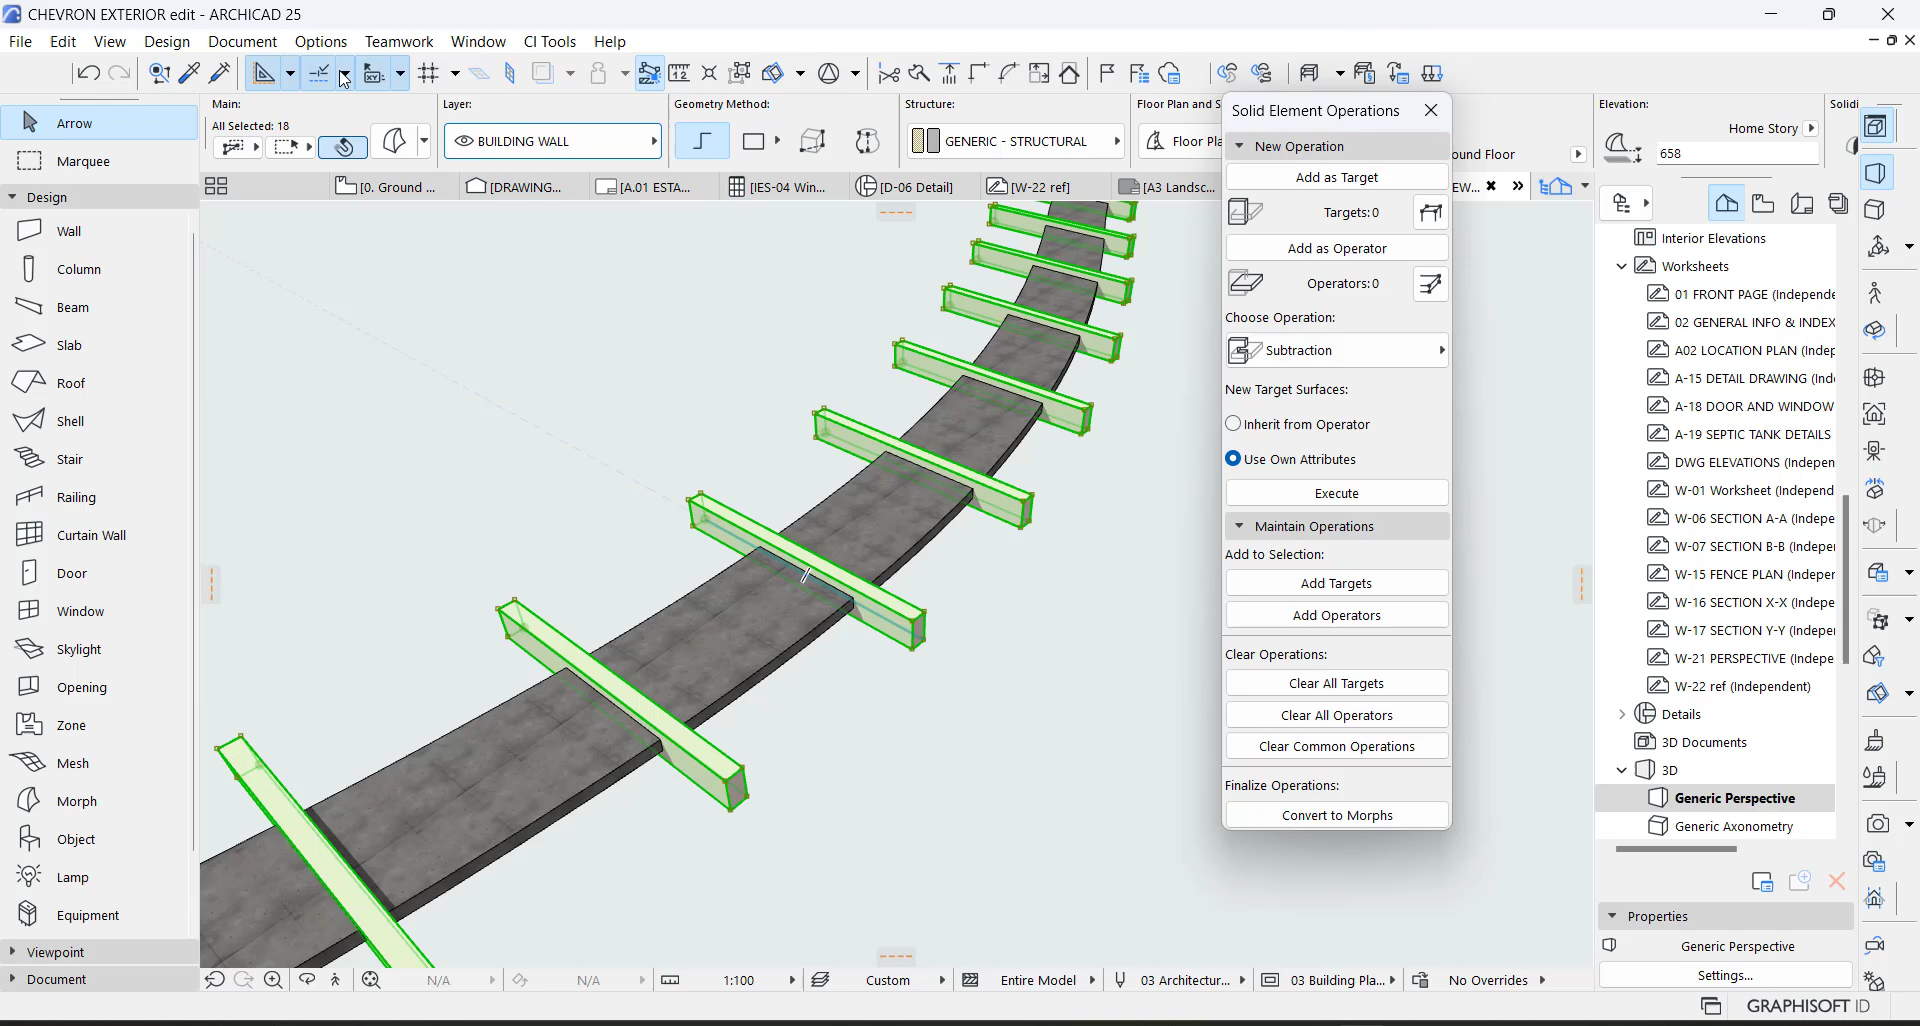 CHEVRON EXTERIOR edit - ARCHICAD 25
File Edit View Design Document Options Teamwork Window CI Tools Help
Main:
All Selected: 18
Layer:
BUILDING WALL
Geometry Method:
Structure:
GENERIC - STRUCTURAL
Floor Plan and S
Floor Pla
ound Floor
Elevation:
Home Story
658
Solidi
Arrow
Marquee
Design
Wall
Column
Beam
Slab
Roof
Shell
Stair
Railing
Curtain Wall
Door
Window
Skylight
Opening
Zone
Mesh
Morph
Object
Lamp
Equipment
Viewpoint
Document
[0. Ground ...
[DRAWING...
[A.01 ESTA...
[IES-04 Win...
[D-06 Detail]
[W-22 ref]
[A3 Landsc...
EW...
Solid Element Operations
New Operation
Add as Target
Targets:0
Add as Operator
Operators:0
Choose Operation:
Subtraction
New Target Surfaces:
Inherit from Operator
Use Own Attributes
Execute
Maintain Operations
Add to Selection:
Add Targets
Add Operators
Clear Operations:
Clear All Targets
Clear All Operators
Clear Common Operations
Finalize Operations:
Convert to Morphs
Interior Elevations
Worksheets
01 FRONT PAGE (Independe
02 GENERAL INFO & INDEX
A02 LOCATION PLAN (Indep
A-15 DETAIL DRAWING (Ind
A-18 DOOR AND WINDOW
A-19 SEPTIC TANK DETAILS
DWG ELEVATIONS (Indepen
W-01 Worksheet (Independ
W-06 SECTION A-A (Indepe
W-07 SECTION B-B (Indepen
W-15 FENCE PLAN (Indepen
W-16 SECTION X-X (Indepe
W-17 SECTION Y-Y (Indepe
W-21 PERSPECTIVE (Indepe
W-22 ref (Independent)
Details
3D Documents
3D
Generic Perspective
Generic Axonometry
Properties
Generic Perspective
Settings...
N/A
N/A
1:100
Custom
Entire Model
03 Architectur...
03 Building Pla...
No Overrides
GRAPHISOFT ID